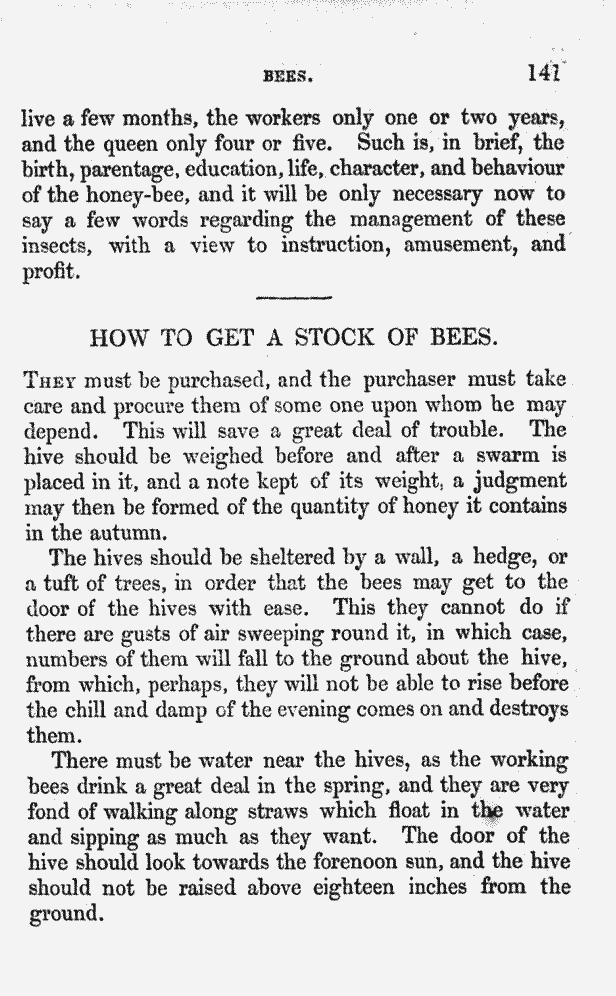 BEES. 141
live a few months, the workers only one or two years,
and the queen only four or five. Such is, in brief, the
birth, parentage, education, life, character, and behaviour
of the honey-bee, and it will be only necessary now to
say a few words regarding the management of these
insects, with a view to instruction, amusement, and
profit.
HOW TO GET A STOCK OF BEES.
THEY must be purchased, and the purchaser must take
care and procure them of some one upon whom he may
depend. This will save a great deal of trouble. The
hive should be weighed before and after a swarm is
placed in it, and a note kept of its weight, a judgment
may then be formed of the quantity of honey it contains
in the autumn.
The hives should be sheltered by a wall, a hedge, or
a tuft of trees, in order that the bees may get to the
door of the hives with ease. This they cannot do if
there are gusts of air sweeping round it, in which case,
numbers of them will fall to the ground about the hive,
from which, perhaps, they will not be able to rise before
the chill and damp of the evening comes on and destroys
them.
There must be water near the hives, as the working
bees drink a great deal in the spring, and they are very
fond of walking along straws which float in the water
and sipping as much as they want. The door of the
hive should look towards the forenoon sun, and the hive
should not be raised above eighteen inches from the
ground.